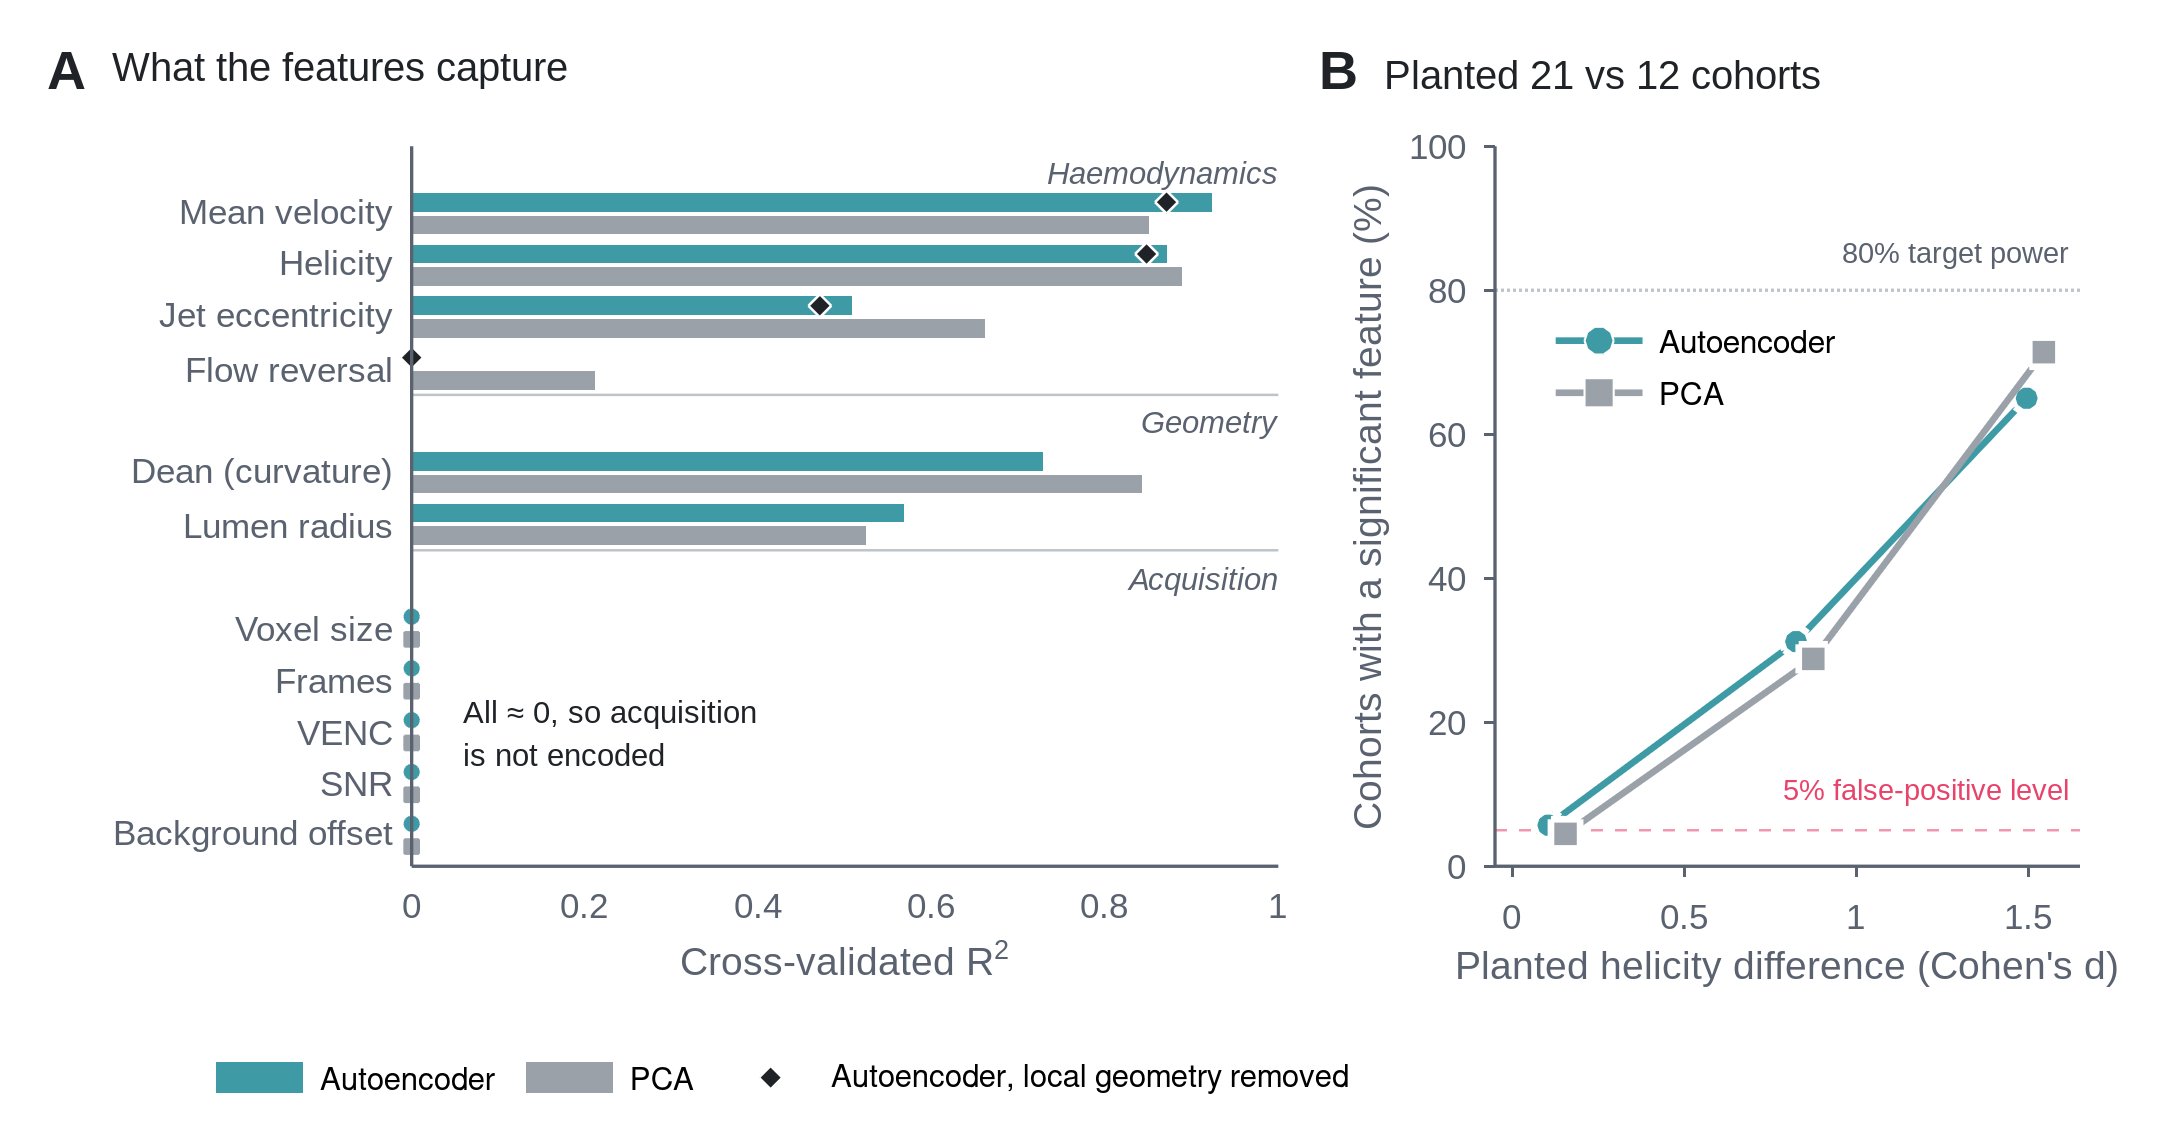 A What the features capture
Haemodynamics
Mean velocity
Helicity
Jet eccentricity
Flow reversal
Geometry
Dean (curvature)
Lumen radius
Acquisition
Voxel size
Frames
VENC
SNR
Background offset
All ≈ 0, so acquisition
is not encoded
0 0.2 0.4 0.6 0.8 1
Cross-validated R²
B Planted 21 vs 12 cohorts
Cohorts with a significant feature (%)
100
80
60
40
20
0
80% target power
Autoencoder
PCA
5% false-positive level
0 0.5 1 1.5
Planted helicity difference (Cohen's d)
Autoencoder PCA Autoencoder, local geometry removed